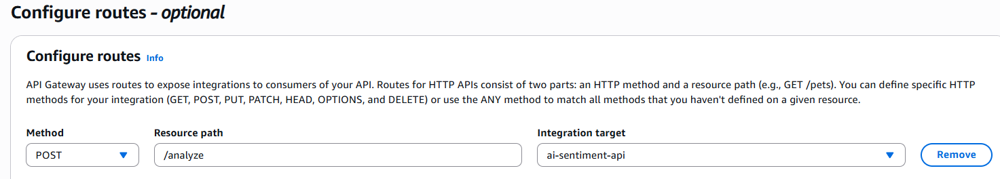 Configure routes - optional
Configure routes Info
API Gateway uses routes to expose integrations to consumers of your API. Routes for HTTP APIs consist of two parts: an HTTP method and a resource path (e.g., GET /pets). You can define specific HTTP
methods for your integration (GET, POST, PUT, PATCH, HEAD, OPTIONS, and DELETE) or use the ANY method to match all methods that you haven't defined on a given resource.
Method Resource path Integration target
POST /analyze ai-sentiment-api Remove